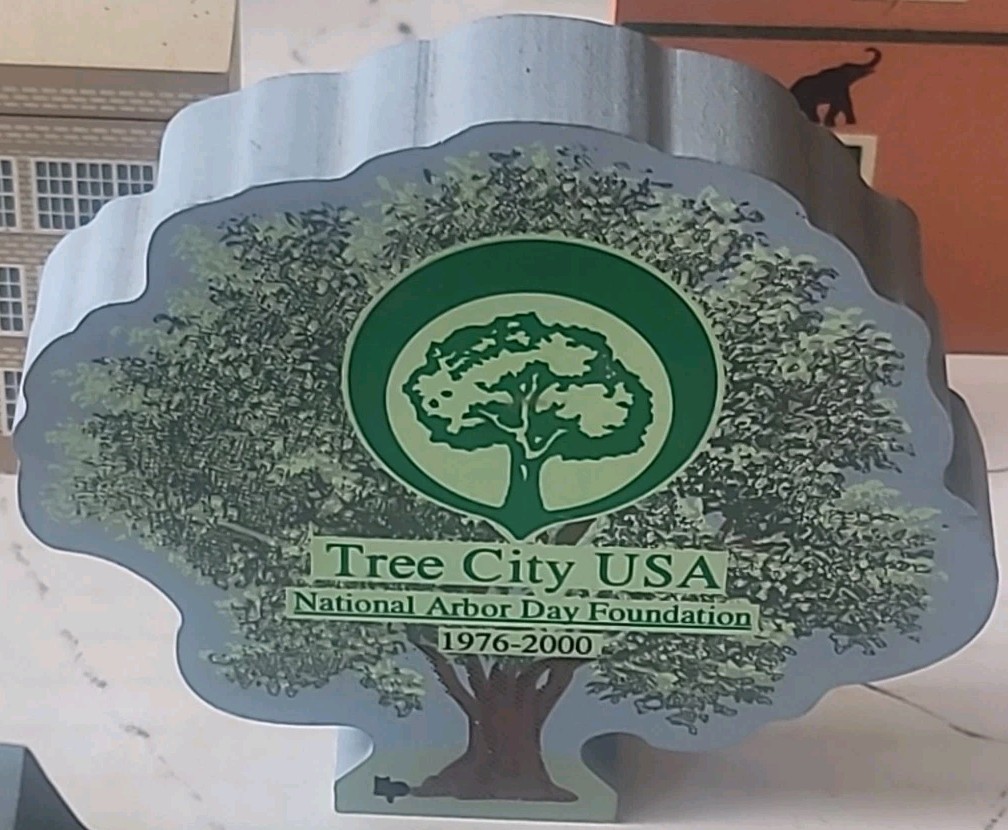 Tree City USA
National Arbor Day Foundation
1976-2000